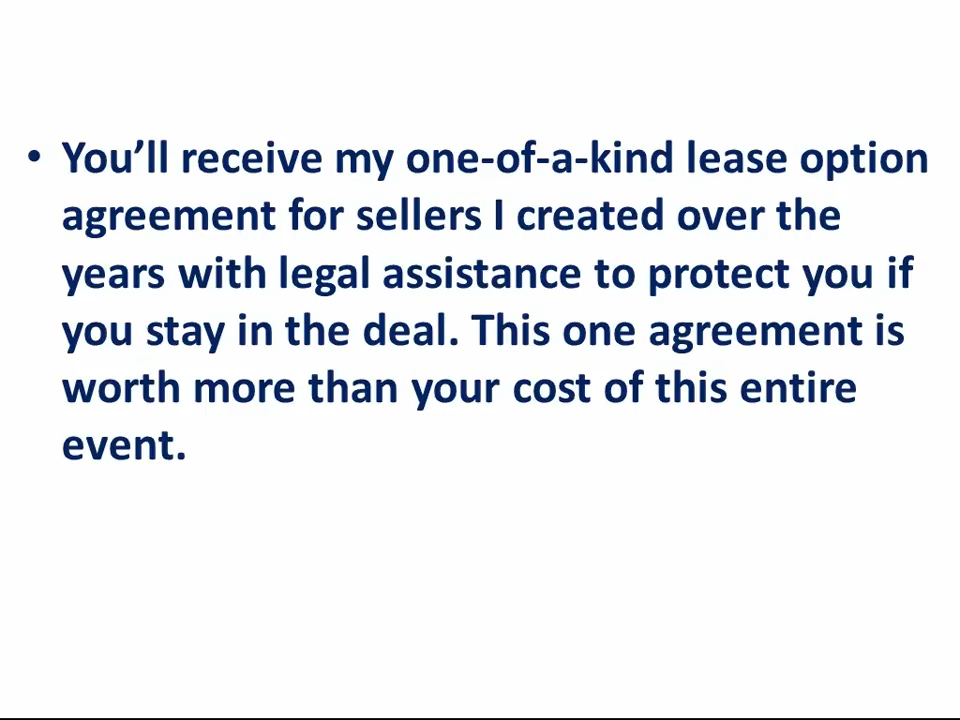 • You’ll receive my one-of-a-kind lease option
agreement for sellers I created over the
years with legal assistance to protect you if
you stay in the deal. This one agreement is
worth more than your cost of this entire
event.